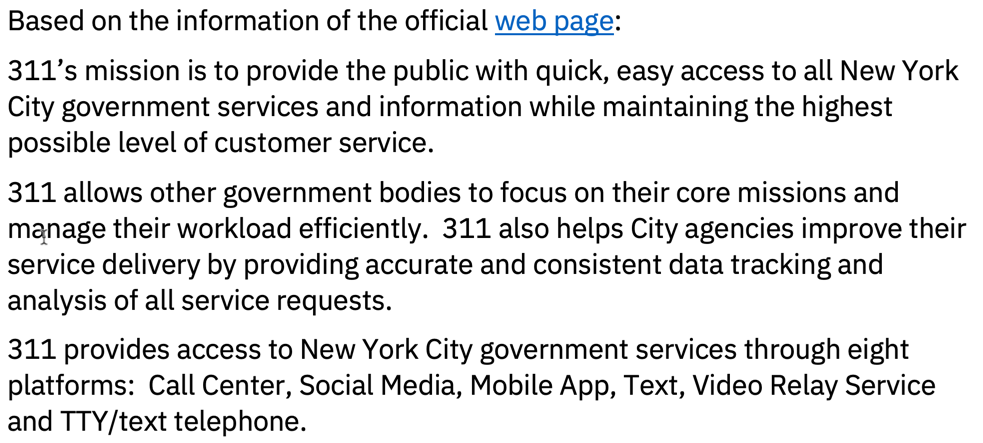 Based on the information of the official web page:
311’s mission is to provide the public with quick, easy access to all New York
City government services and information while maintaining the highest
possible level of customer service.
311 allows other government bodies to focus on their core missions and
manage their workload efficiently.  311 also helps City agencies improve their
service delivery by providing accurate and consistent data tracking and
analysis of all service requests.
311 provides access to New York City government services through eight
platforms:  Call Center, Social Media, Mobile App, Text, Video Relay Service
and TTY/text telephone.